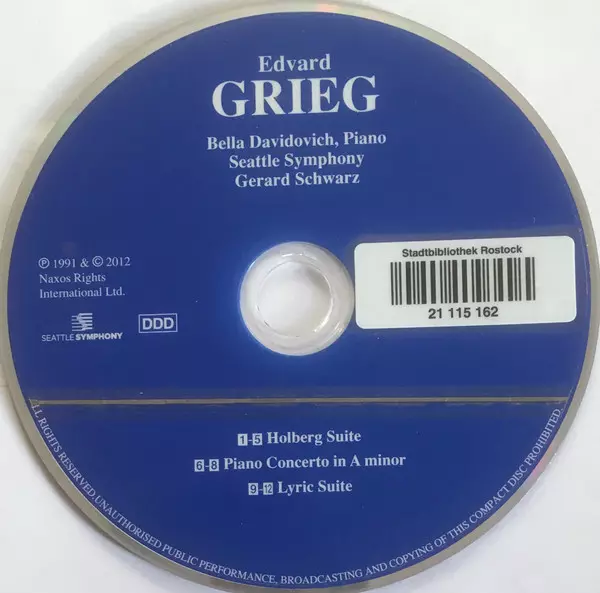 Edvard
GRIEG
Bella Davidovich, Piano
Seattle Symphony
Gerard Schwarz
℗ 1991 & © 2012
Naxos Rights
International Ltd.
SEATTLE SYMPHONY
DDD
Stadtbibliothek Rostock
21 115 162
1-5 Holberg Suite
6-8 Piano Concerto in A minor
9-12 Lyric Suite
ALL RIGHTS RESERVED. UNAUTHORISED PUBLIC PERFORMANCE, BROADCASTING AND COPYING OF THIS COMPACT DISC PROHIBITED.